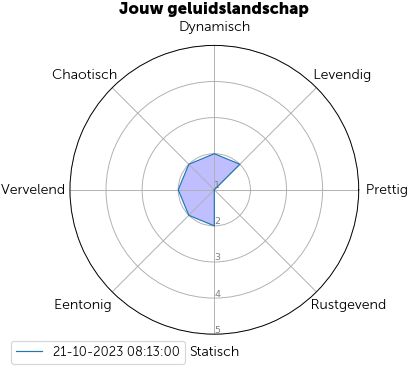 Jouw geluidslandschap
Dynamisch
Chaotisch
Levendig
Vervelend
Prettig
1
2
3
4
5
Eentonig
Rustgevend
Statisch
21-10-2023 08:13:00